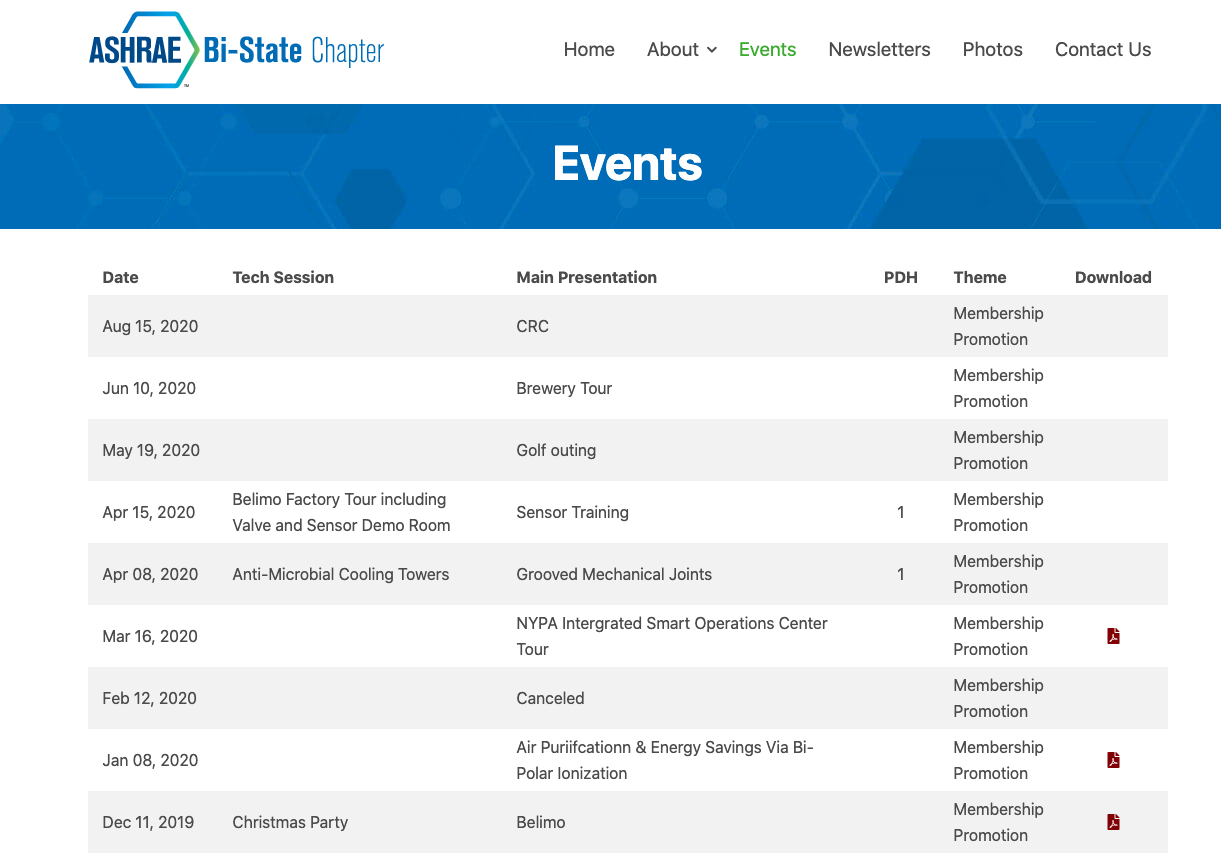 ASHRAE Bi-State Chapter
Home About Events Newsletters Photos Contact Us
Events
Date Tech Session Main Presentation PDH Theme Download
Aug 15, 2020 CRC Membership Promotion
Jun 10, 2020 Brewery Tour Membership Promotion
May 19, 2020 Golf outing Membership Promotion
Apr 15, 2020 Belimo Factory Tour including Valve and Sensor Demo Room Sensor Training 1 Membership Promotion
Apr 08, 2020 Anti-Microbial Cooling Towers Grooved Mechanical Joints 1 Membership Promotion
Mar 16, 2020 NYPA Intergrated Smart Operations Center Tour Membership Promotion
Feb 12, 2020 Canceled Membership Promotion
Jan 08, 2020 Air Puriifcationn & Energy Savings Via Bi-Polar Ionization Membership Promotion
Dec 11, 2019 Christmas Party Belimo Membership Promotion